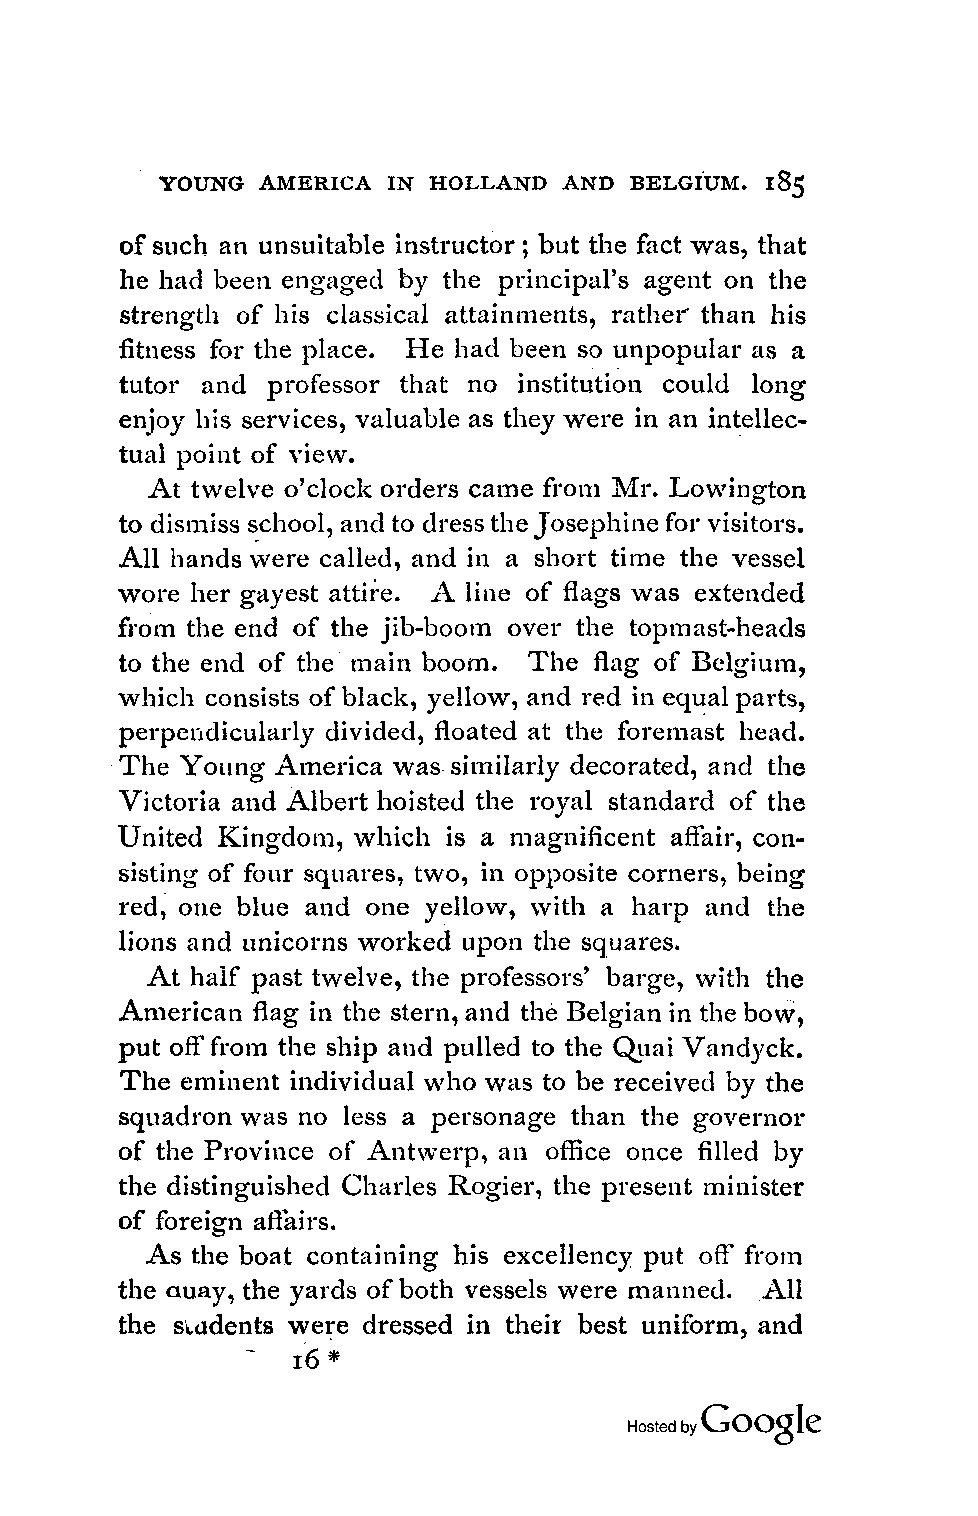 YOUNG AMERICA IN HOLLAND AND BELGIUM. 185
of such an unsuitable instructor; but the fact was, that
he had been engaged by the principal's agent on the
strength of his classical attainments, rather than his
fitness for the place. He had been so unpopular as a
tutor and professor that no institution could long
enjoy his services, valuable as they were in an intellec-
tual point of view.
At twelve o'clock orders came from Mr. Lowington
to dismiss school, and to dress the Josephine for visitors.
All hands were called, and in a short time the vessel
wore her gayest attire. A line of flags was extended
from the end of the jib-boom over the topmast-heads
to the end of the main boom. The flag of Belgium,
which consists of black, yellow, and red in equal parts,
perpendicularly divided, floated at the foremast head.
The Young America was similarly decorated, and the
Victoria and Albert hoisted the royal standard of the
United Kingdom, which is a magnificent affair, con-
sisting of four squares, two, in opposite corners, being
red, one blue and one yellow, with a harp and the
lions and unicorns worked upon the squares.
At half past twelve, the professors' barge, with the
American flag in the stern, and the Belgian in the bow,
put off from the ship and pulled to the Quai Vandyck.
The eminent individual who was to be received by the
squadron was no less a personage than the governor
of the Province of Antwerp, an office once filled by
the distinguished Charles Rogier, the present minister
of foreign affairs.
As the boat containing his excellency put off from
the quay, the yards of both vessels were manned. All
the students were dressed in their best uniform, and
16 *
Hosted by Google